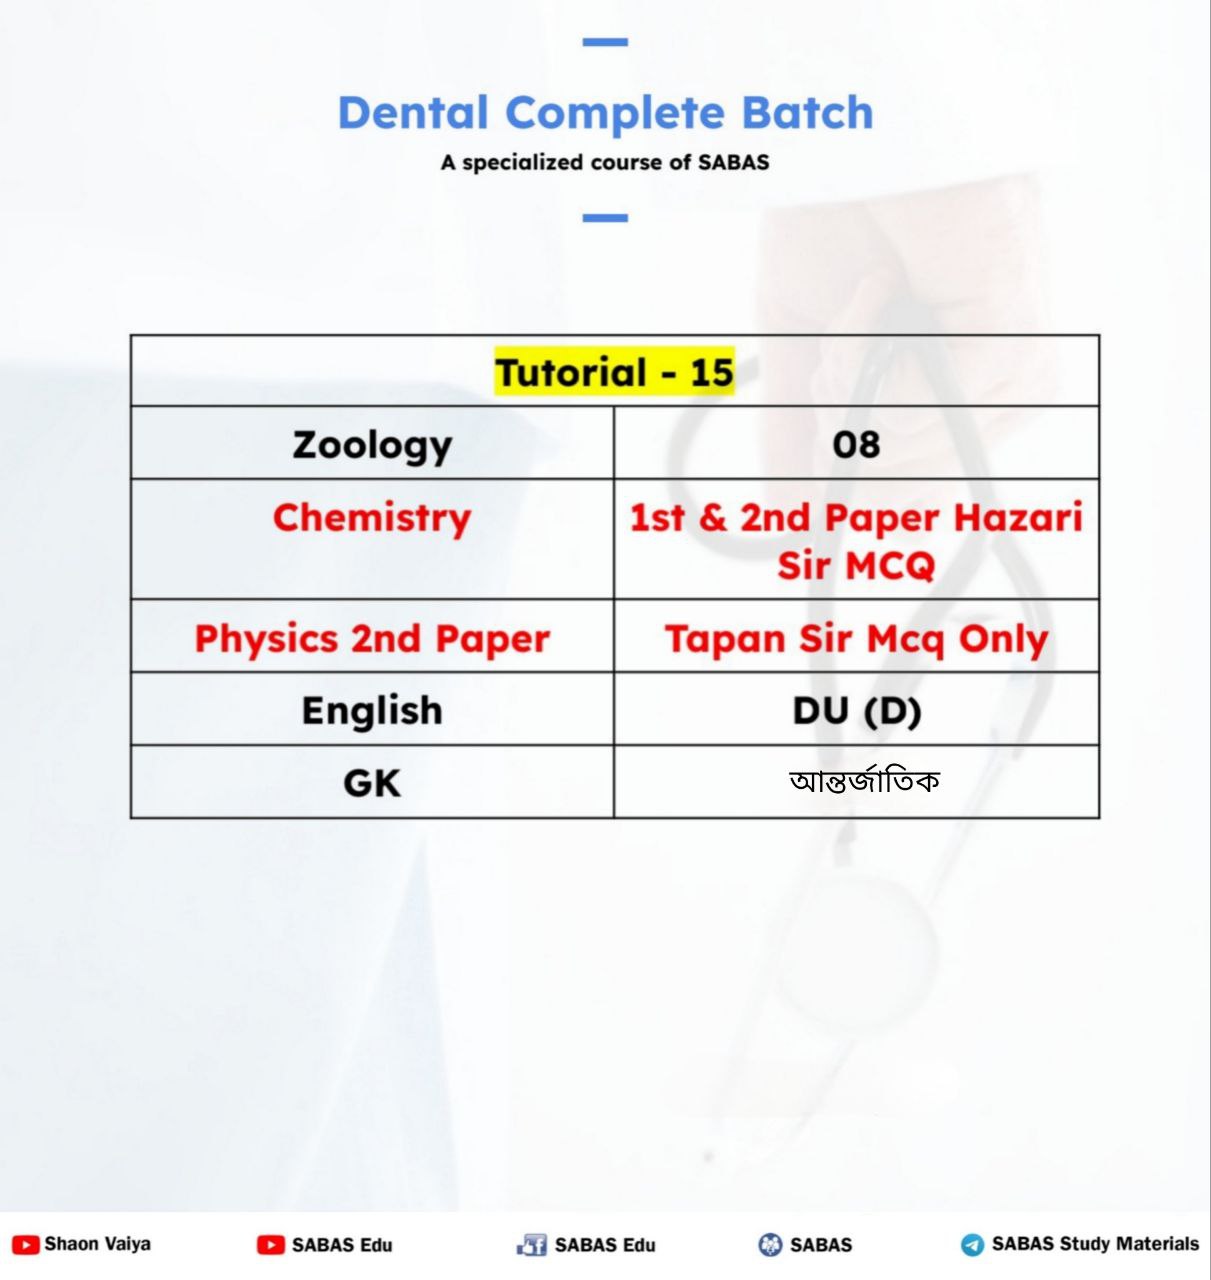 Dental Complete Batch
A specialized course of SABAS
Tutorial - 15
Zoology 08
Chemistry 1st & 2nd Paper Hazari
Sir MCQ
Physics 2nd Paper Tapan Sir Mcq Only
English DU (D)
GK আন্তর্জাতিক
Shaon Vaiya SABAS Edu SABAS Edu SABAS SABAS Study Materials